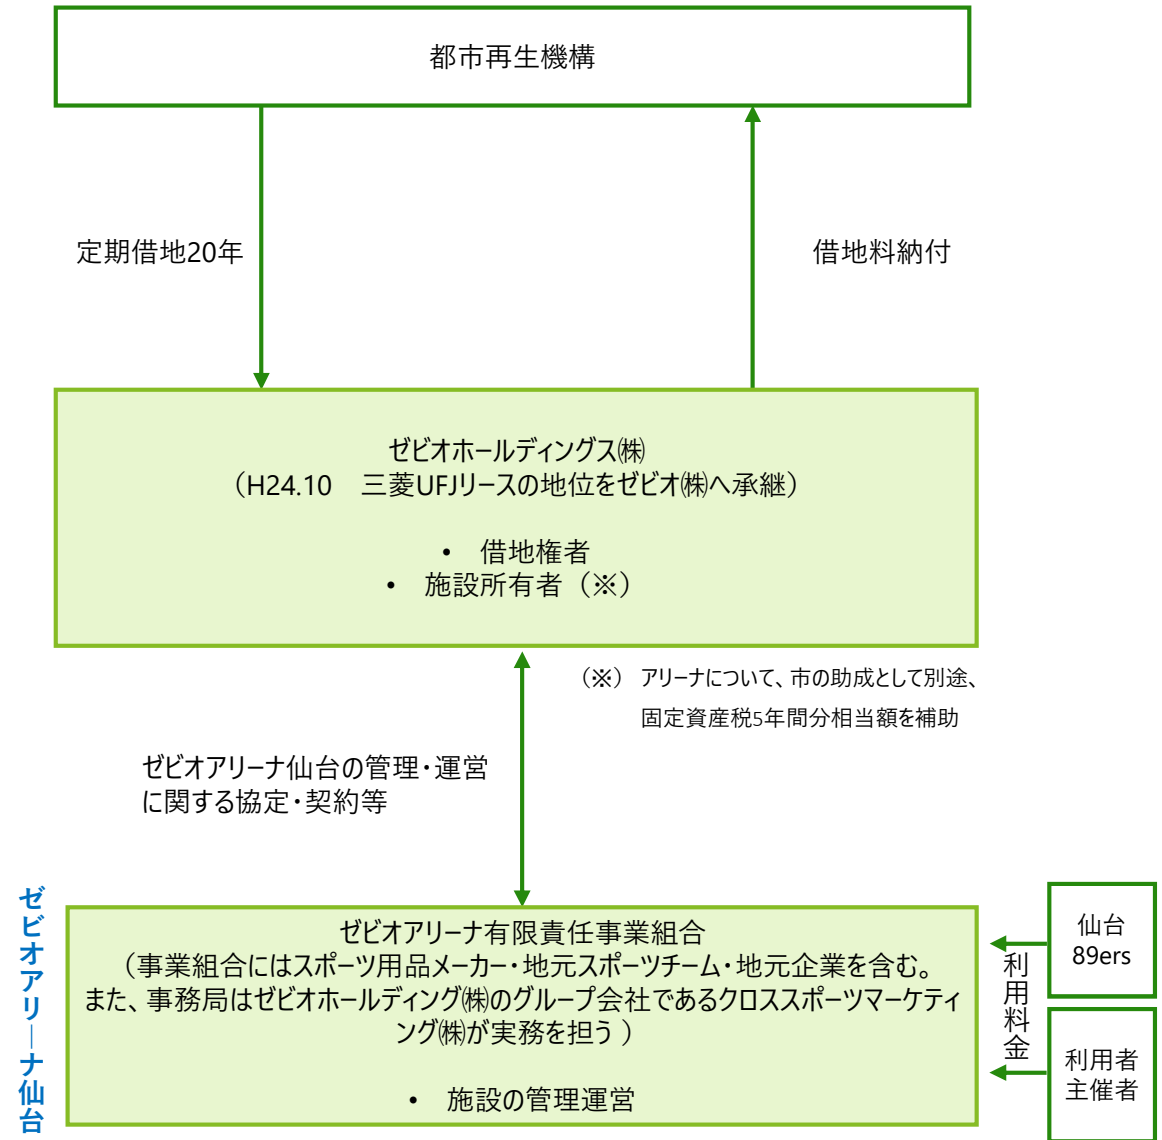 都市再生機構
定期借地20年
借地料納付
ゼビオホールディングス㈱
（H24.10　三菱UFJリースの地位をゼビオ㈱へ承継）
•　借地権者
•　施設所有者（※）
（※）　アリーナについて、市の助成として別途、
固定資産税5年間分相当額を補助
ゼビオアリーナ仙台の管理・運営
に関する協定・契約等
ゼビオアリーナ仙台
ゼビオアリーナ有限責任事業組合
（事業組合にはスポーツ用品メーカー・地元スポーツチーム・地元企業を含む。
また、事務局はゼビオホールディング㈱のグループ会社であるクロススポーツマーケティ
ング㈱が実務を担う ）
•　施設の管理運営
利用料金
仙台
89ers
利用者
主催者